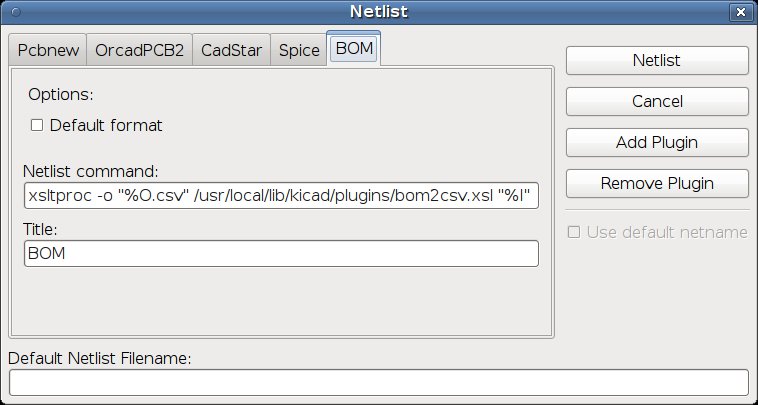 Netlist
Pcbnew OrcadPCB2 CadStar Spice BOM
Options:
Default format
Netlist command:
xsltproc -o "%O.csv" /usr/local/lib/kicad/plugins/bom2csv.xsl "%I"
Title:
BOM
Netlist
Cancel
Add Plugin
Remove Plugin
Use default netname
Default Netlist Filename: